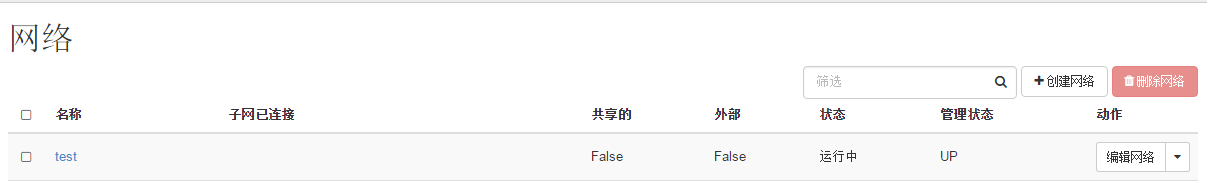 网络
筛选 创建网络 删除网络
名称 子网已连接 共享的 外部 状态 管理状态 动作
test False False 运行中 UP 编辑网络